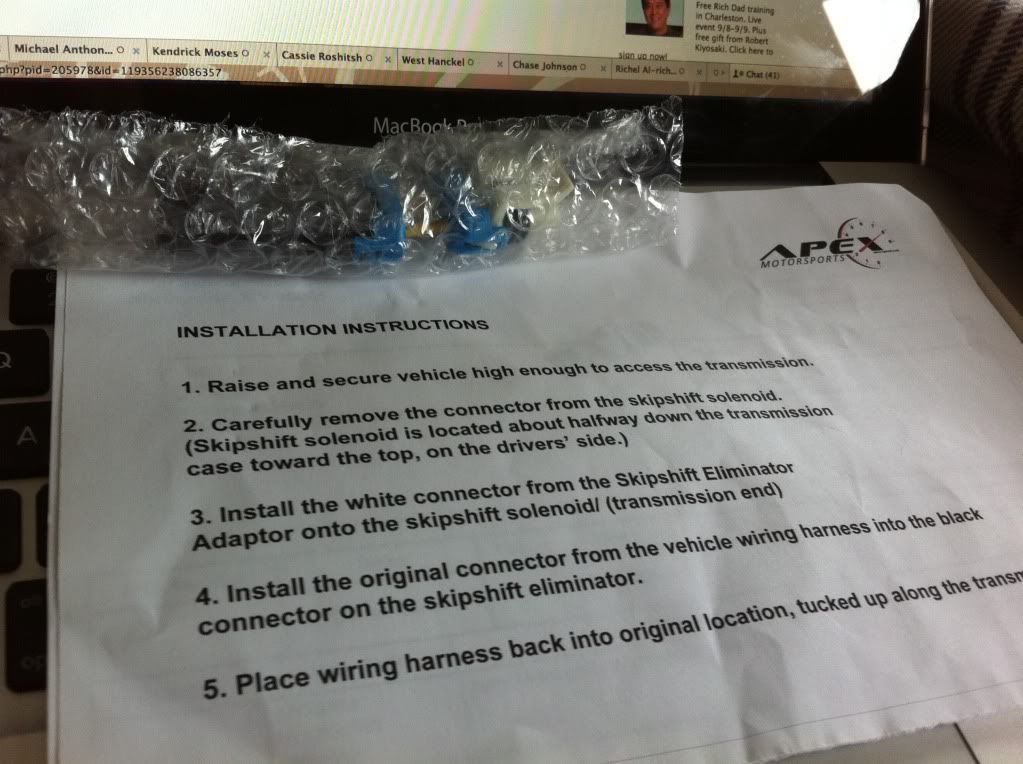 Free Rich Dad training
in Charleston. Live
event 9/8-9/9. Plus
free gift from Robert
Kiyosaki. Click here to
sign up now!
Michael Anthon... Kendrick Moses Cassie Roshitsh West Hanckel Chase Johnson Richel Al-rich... Chat (41)
php?pid=205978&id=119356238086357
MacBook
APEX
MOTORSPORTS
INSTALLATION INSTRUCTIONS
1. Raise and secure vehicle high enough to access the transmission.
2. Carefully remove the connector from the skipshift solenoid.
(Skipshift solenoid is located about halfway down the transmission
case toward the top, on the drivers' side.)
3. Install the white connector from the Skipshift Eliminator
Adaptor onto the skipshift solenoid/ (transmission end)
4. Install the original connector from the vehicle wiring harness into the black
connector on the skipshift eliminator.
5. Place wiring harness back into original location, tucked up along the transm
Q
A